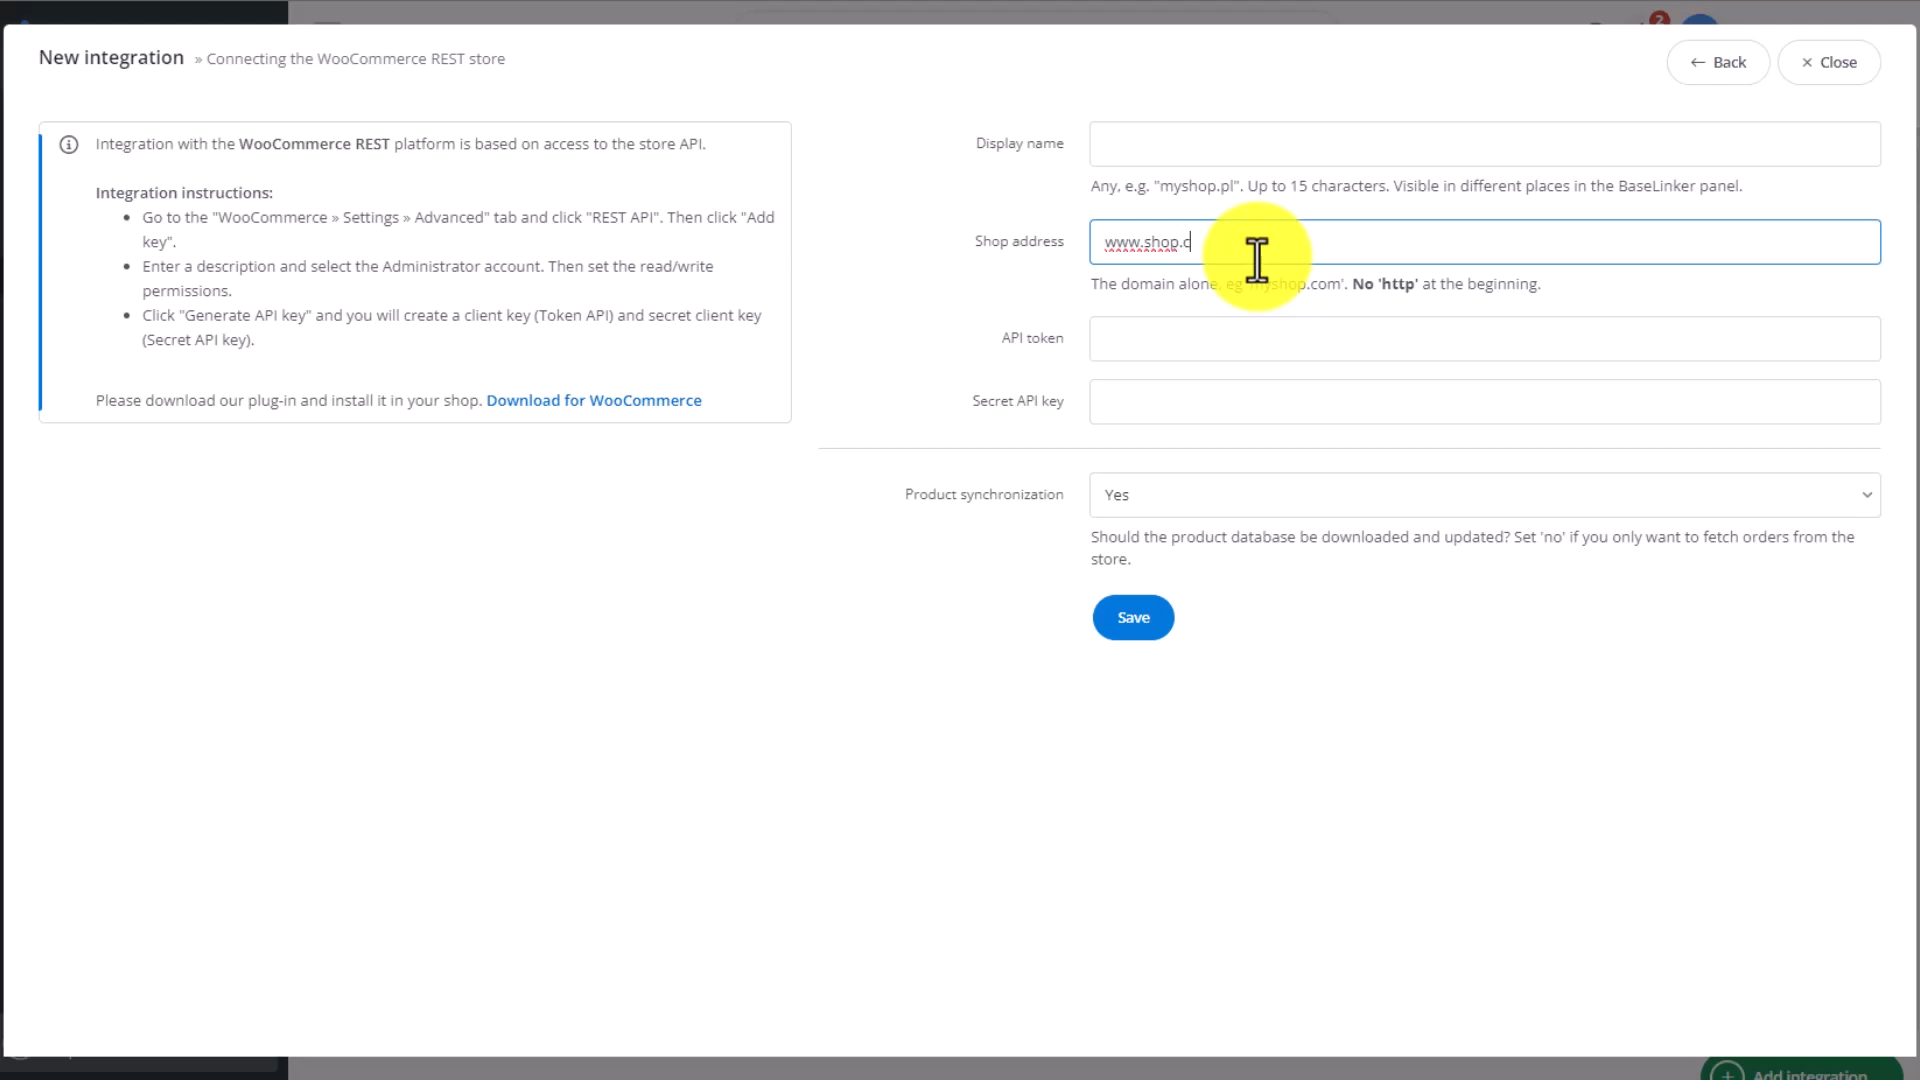 2
New integration » Connecting the WooCommerce REST store
← Back
× Close
Integration with the WooCommerce REST platform is based on access to the store API.
Integration instructions:
• Go to the "WooCommerce » Settings » Advanced" tab and click "REST API". Then click "Add
key".
• Enter a description and select the Administrator account. Then set the read/write
permissions.
• Click "Generate API key" and you will create a client key (Token API) and secret client key
(Secret API key).
Please download our plug-in and install it in your shop. Download for WooCommerce
Display name
Any, e.g. "myshop.pl". Up to 15 characters. Visible in different places in the BaseLinker panel.
Shop address www.shop.c
The domain alone, eg 'myshop.com'. No 'http' at the beginning.
API token
Secret API key
Product synchronization Yes
Should the product database be downloaded and updated? Set 'no' if you only want to fetch orders from the
store.
Save
Add integration